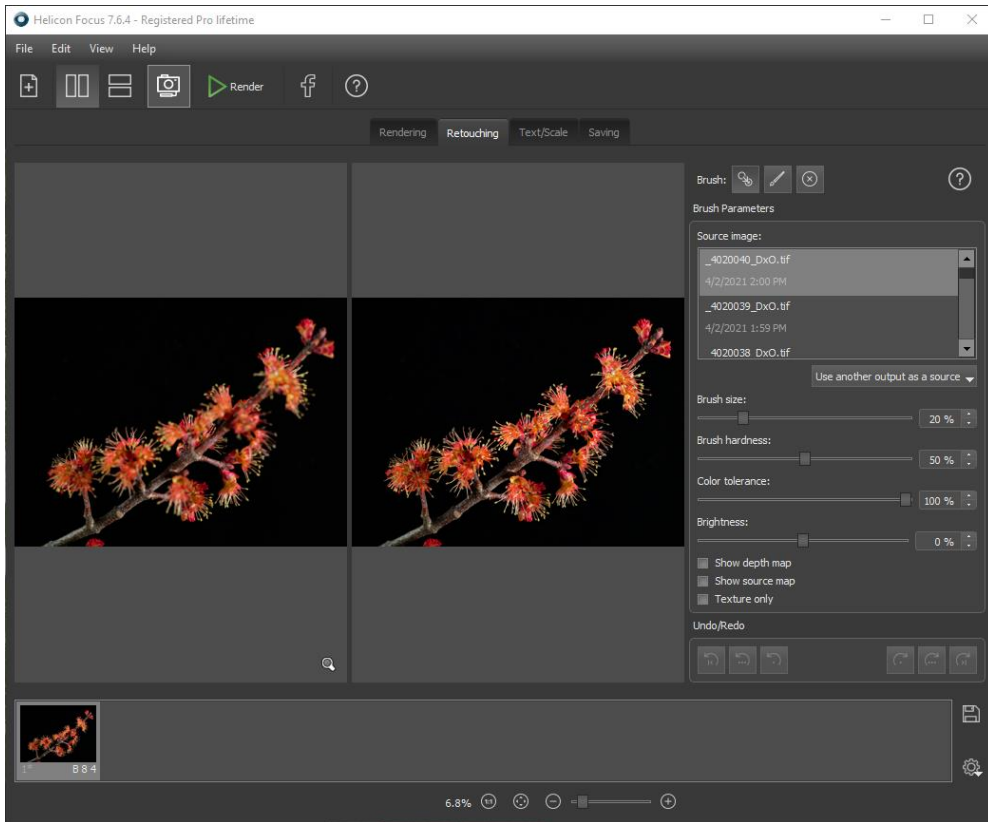 Helicon Focus 7.6.4 - Registered Pro lifetime
File Edit View Help
Render
Rendering Retouching Text/Scale Saving
Brush:
Brush Parameters
Source image:
_4020040_DxO.tif
4/2/2021 2:00 PM
_4020039_DxO.tif
4/2/2021 1:59 PM
_4020038_DxO.tif
Use another output as a source
Brush size:
20 %
Brush hardness:
50 %
Color tolerance:
100 %
Brightness:
0 %
Show depth map
Show source map
Texture only
Undo/Redo
1* B 8 4
6.8%